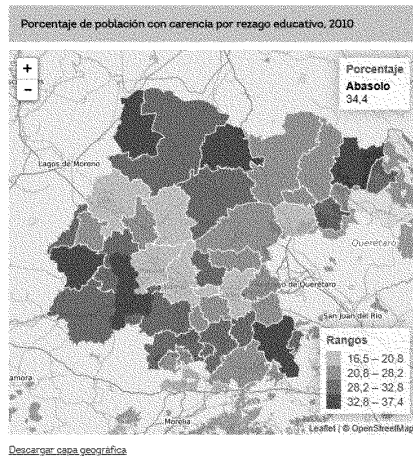 Porcentaje de población con carencia por rezago educativo, 2010
+
−
Porcentaje
Abasolo
34,4
Lagos de Moreno
Querétaro
de Querétaro
San Juan del Río
Rangos
16,5 – 20,8
20,8 – 28,2
28,2 – 32,8
32,8 – 37,4
amora
Morelia
Leaflet | © OpenStreetMap
Descargar capa geográfica